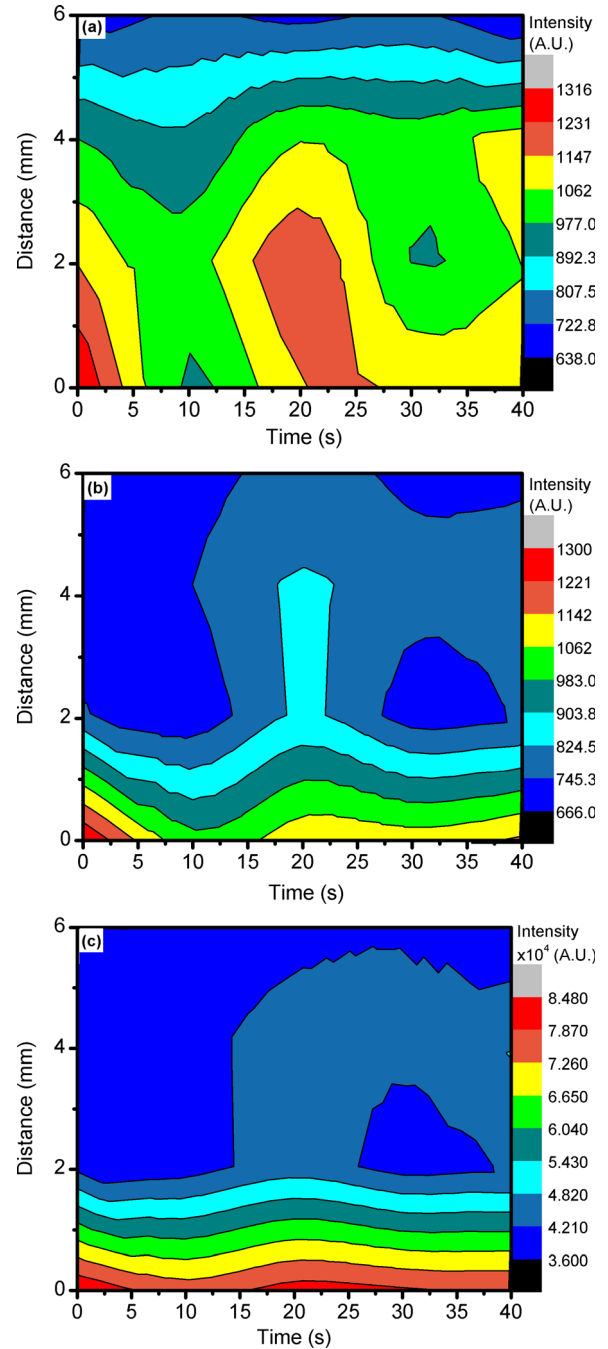 (a)
Intensity
(A.U.)
1316
1231
1147
1062
977.0
892.3
807.5
722.8
638.0
6
4
2
0
Distance (mm)
0 5 10 15 20 25 30 35 40
Time (s)
(b)
Intensity
(A.U.)
1300
1221
1142
1062
983.0
903.8
824.5
745.3
666.0
6
4
2
0
Distance (mm)
0 5 10 15 20 25 30 35 40
Time (s)
(c)
Intensity
x10⁴ (A.U.)
8.480
7.870
7.260
6.650
6.040
5.430
4.820
4.210
3.600
6
4
2
0
Distance (mm)
0 5 10 15 20 25 30 35 40
Time (s)